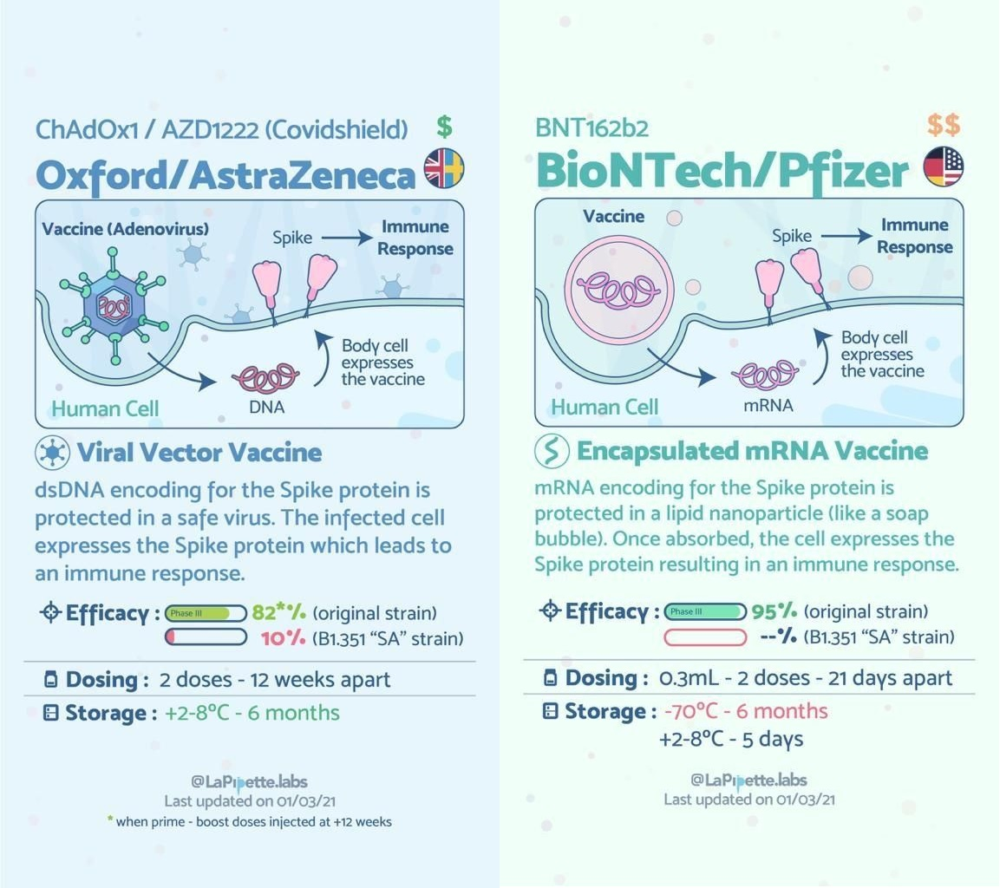 ChAdOx1 / AZD1222 (Covidshield) $
Oxford/AstraZeneca
Vaccine (Adenovirus)
Spike
Immune
Response
Body cell
expresses
the vaccine
DNA
Human Cell
Viral Vector Vaccine
dsDNA encoding for the Spike protein is
protected in a safe virus. The infected cell
expresses the Spike protein which leads to
an immune response.
Efficacy : Phase III 82*% (original strain)
10% (B1.351 “SA” strain)
Dosing : 2 doses - 12 weeks apart
Storage : +2-8ºC - 6 months
@LaPipette.labs
Last updated on 01/03/21
* when prime - boost doses injected at +12 weeks
BNT162b2 $$
BioNTech/Pfizer
Vaccine
Spike
Immune
Response
Body cell
expresses
the vaccine
mRNA
Human Cell
Encapsulated mRNA Vaccine
mRNA encoding for the Spike protein is
protected in a lipid nanoparticle (like a soap
bubble). Once absorbed, the cell expresses the
Spike protein resulting in an immune response.
Efficacy : Phase III 95% (original strain)
--% (B1.351 “SA” strain)
Dosing : 0.3mL - 2 doses - 21 days apart
Storage : -70ºC - 6 months
+2-8ºC - 5 days
@LaPipette.labs
Last updated on 01/03/21